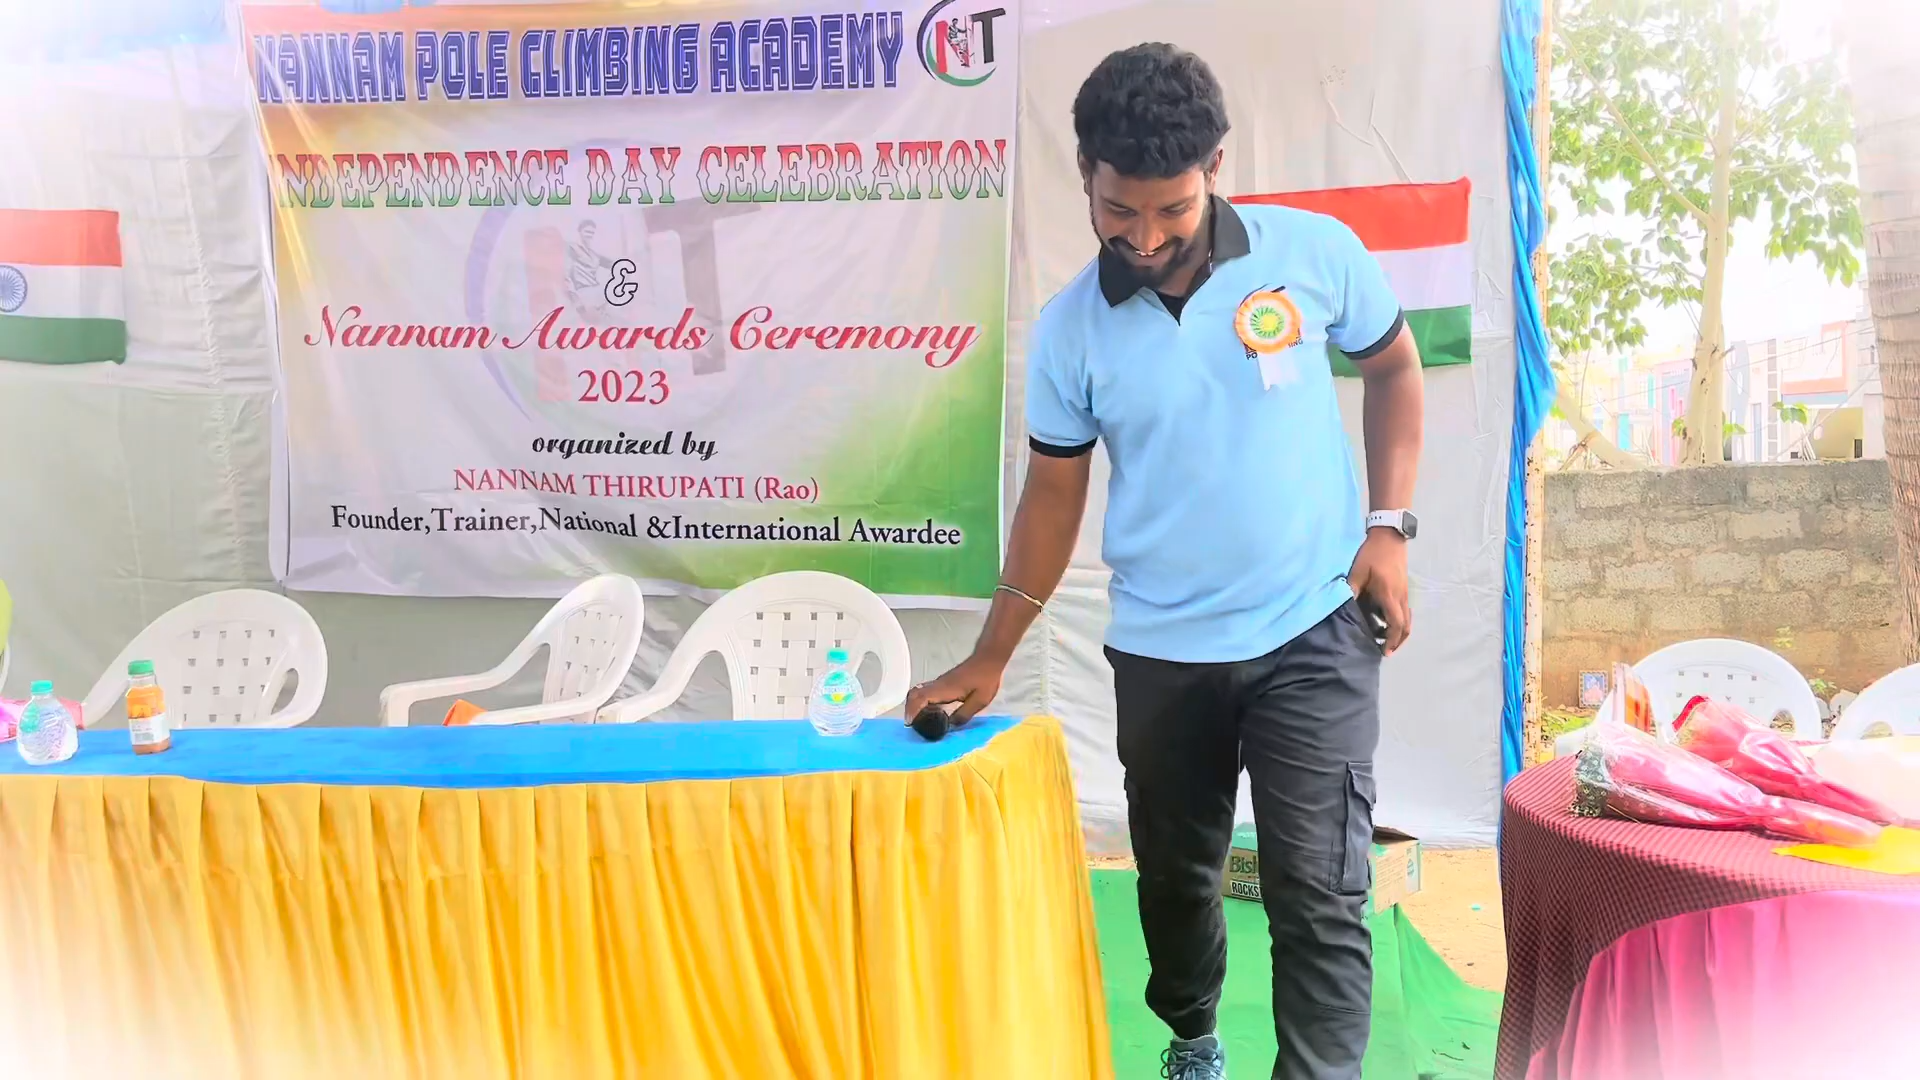 NANNAM POLE CLIMBING ACADEMY
NT
INDEPENDENCE DAY CELEBRATION
&
Nannam Awards Ceremony
2023
organized by
NANNAM THIRUPATI (Rao)
Founder,Trainer,National &International Awardee
ROCKS